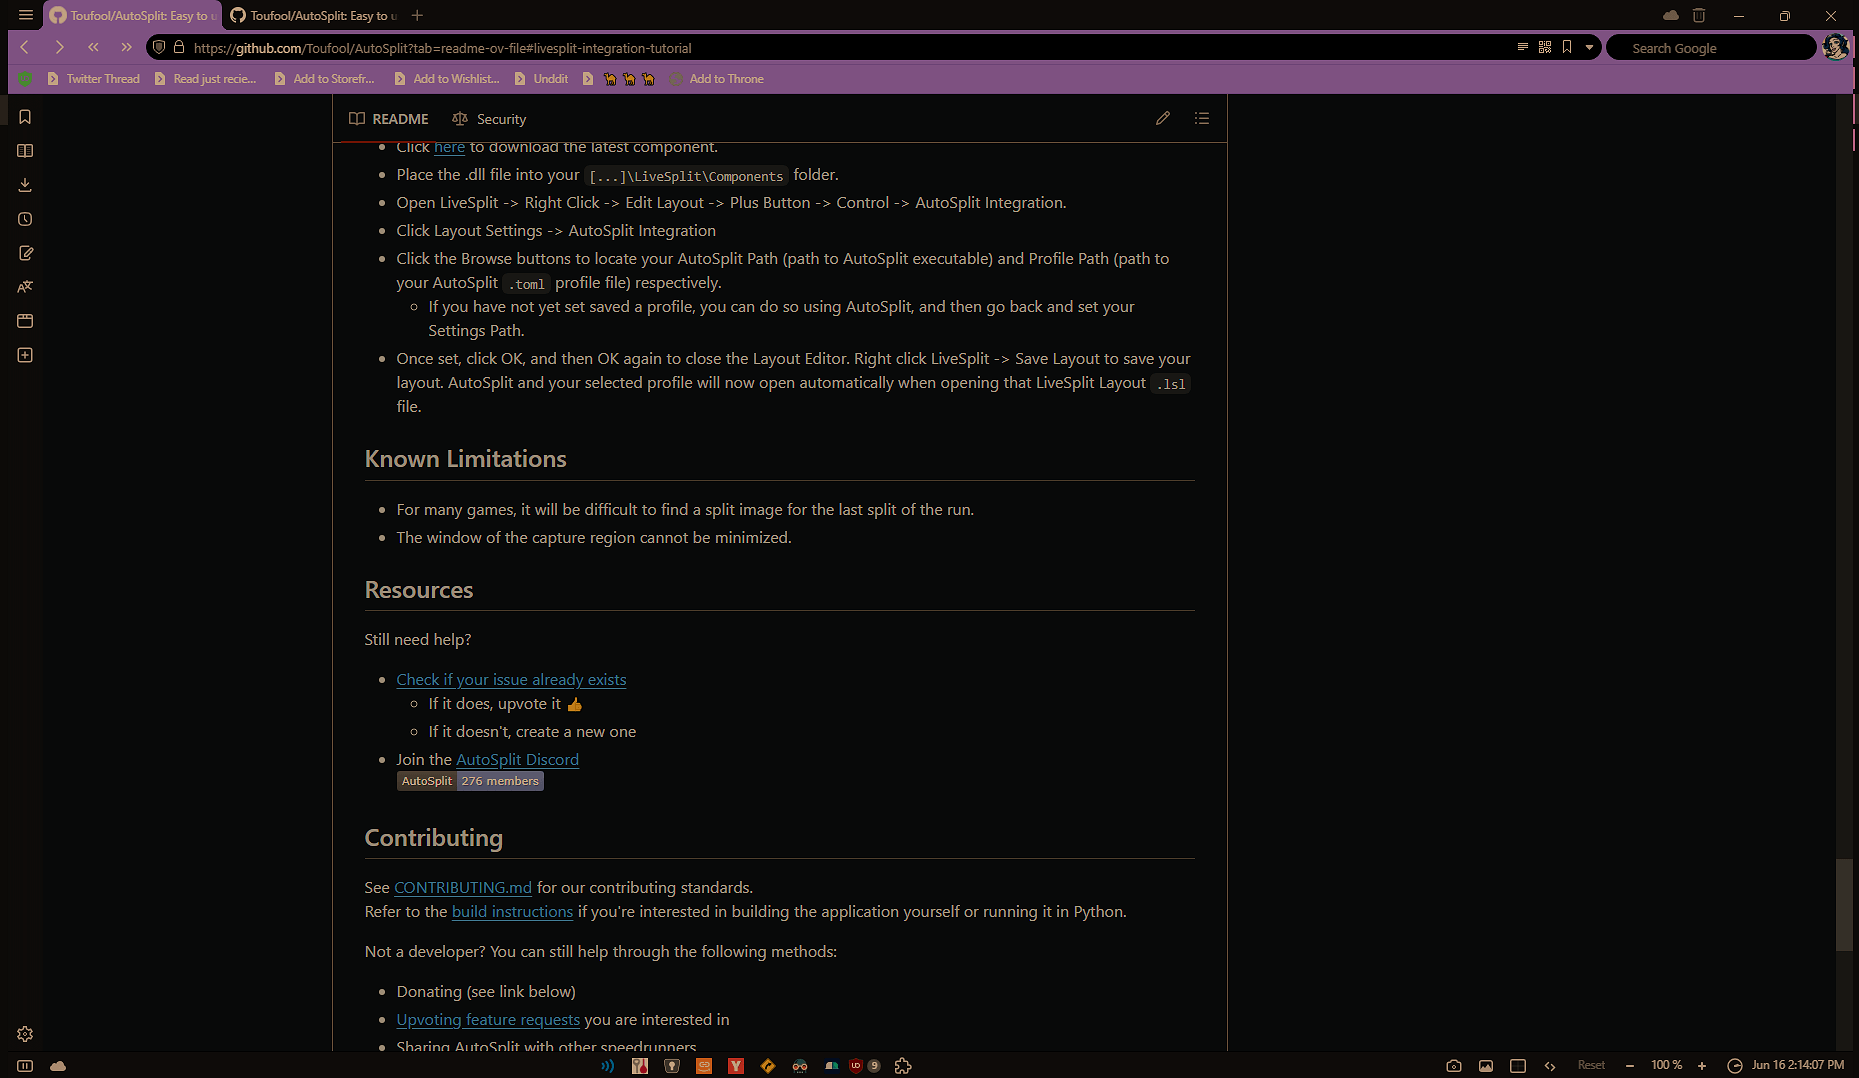 Toufool/AutoSplit: Easy to u
Toufool/AutoSplit: Easy to u
https://github.com/Toufool/AutoSplit?tab=readme-ov-file#livesplit-integration-tutorial
Search Google
Twitter Thread
Read just recie...
Add to Storefr...
Add to Wishlist...
Unddit
Add to Throne
README
Security
Click here to download the latest component.
Place the .dll file into your [...]\LiveSplit\Components folder.
Open LiveSplit -> Right Click -> Edit Layout -> Plus Button -> Control -> AutoSplit Integration.
Click Layout Settings -> AutoSplit Integration
Click the Browse buttons to locate your AutoSplit Path (path to AutoSplit executable) and Profile Path (path to
your AutoSplit .toml profile file) respectively.
If you have not yet set saved a profile, you can do so using AutoSplit, and then go back and set your
Settings Path.
Once set, click OK, and then OK again to close the Layout Editor. Right click LiveSplit -> Save Layout to save your
layout. AutoSplit and your selected profile will now open automatically when opening that LiveSplit Layout .lsl
file.
Known Limitations
For many games, it will be difficult to find a split image for the last split of the run.
The window of the capture region cannot be minimized.
Resources
Still need help?
Check if your issue already exists
If it does, upvote it 👍
If it doesn't, create a new one
Join the AutoSplit Discord
AutoSplit 276 members
Contributing
See CONTRIBUTING.md for our contributing standards.
Refer to the build instructions if you're interested in building the application yourself or running it in Python.
Not a developer? You can still help through the following methods:
Donating (see link below)
Upvoting feature requests you are interested in
Sharing AutoSplit with other speedrunners
9
Reset
100 %
Jun 16 2:14:07 PM